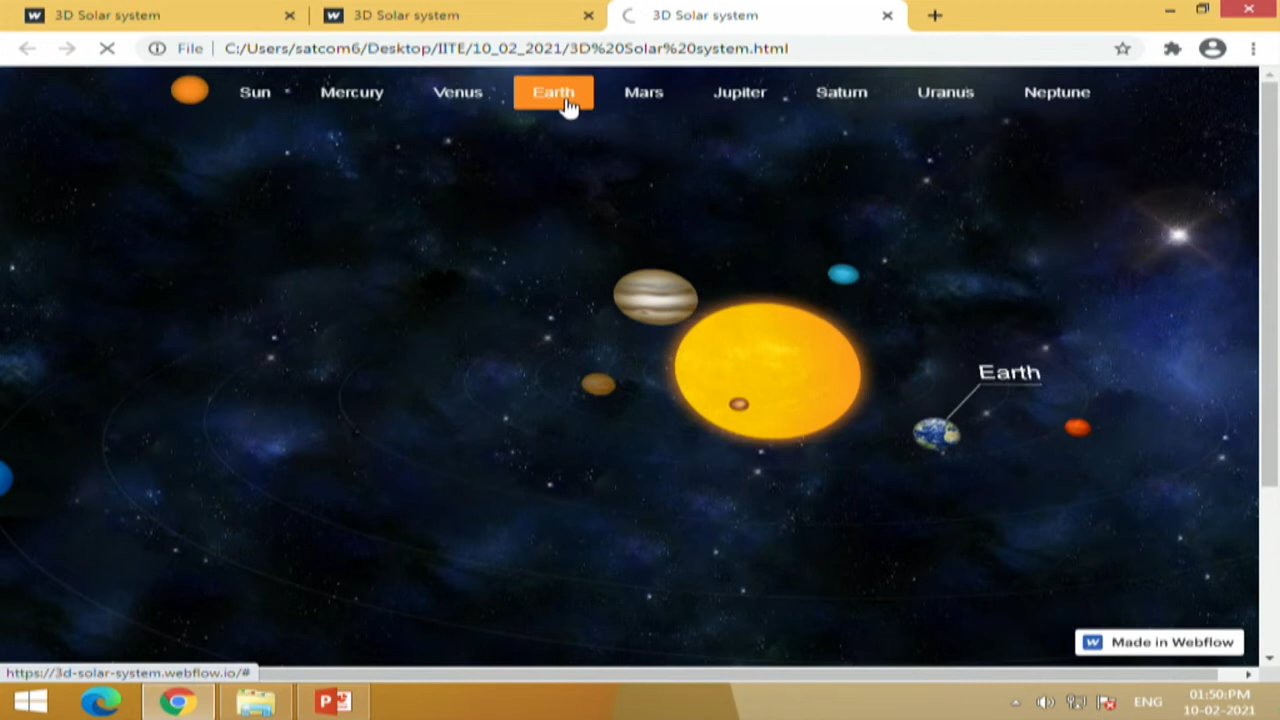 3D Solar system
3D Solar system
3D Solar system
File
C:/Users/satcom6/Desktop/IITE/10_02_2021/3D%20Solar%20system.html
Sun Mercury Venus Earth Mars Jupiter Saturn Uranus Neptune
Earth
Made in Webflow
https://3d-solar-system.webflow.io/#
ENG
01:50:PM
10-02-2021